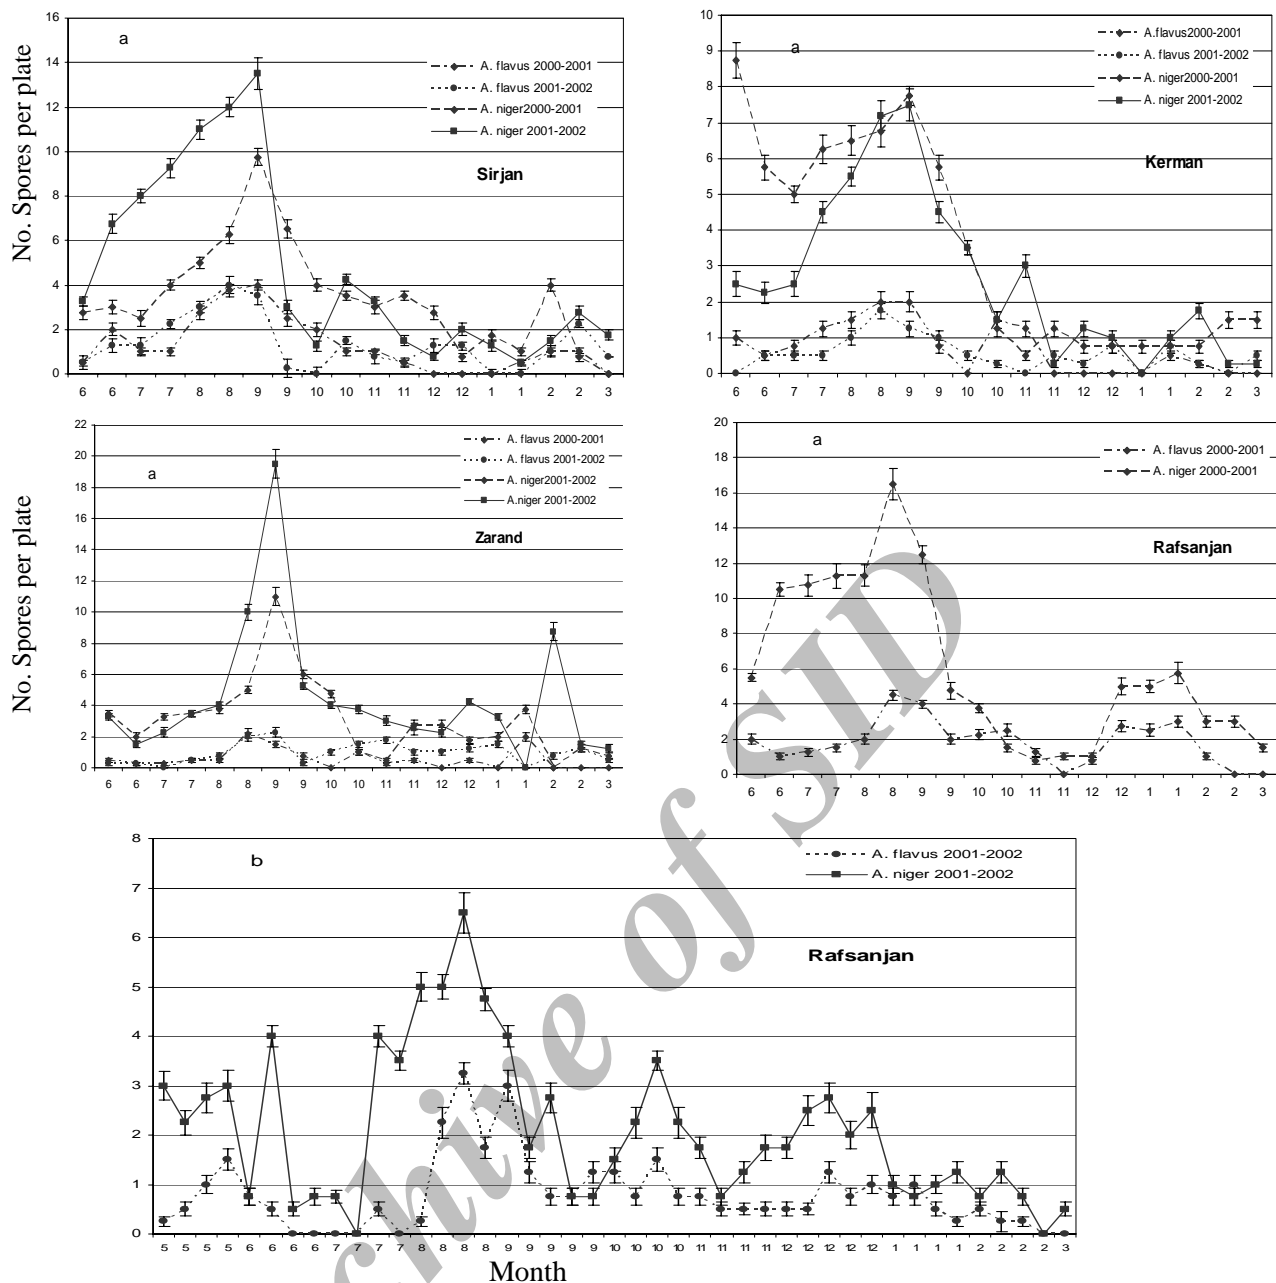 a
A. flavus 2000-2001
A. flavus 2001-2002
A. niger2000-2001
A. niger 2001-2002
Sirjan
No. Spores per plate
16
14
12
10
8
6
4
2
0
6 6 7 7 8 8 9 9 10 10 11 11 12 12 1 1 2 2 3
a
A. flavus2000-2001
A. flavus 2001-2002
A. niger2000-2001
A. niger 2001-2002
Kerman
10
9
8
7
6
5
4
3
2
1
0
6 6 7 7 8 8 9 9 10 10 11 11 12 12 1 1 2 2 3
a
A. flavus 2000-2001
A. flavus 2001-2002
A. niger2001-2002
A.niger 2001-2002
Zarand
No. Spores per plate
22
20
18
16
14
12
10
8
6
4
2
0
6 6 7 7 8 8 9 9 10 10 11 11 12 12 1 1 2 2 3
a
A. flavus 2000-2001
A. niger 2000-2001
Rafsanjan
20
18
16
14
12
10
8
6
4
2
0
6 6 7 7 8 8 9 9 10 10 11 11 12 12 1 1 2 2 3
b
A. flavus 2001-2002
A. niger 2001-2002
Rafsanjan
8
7
6
5
4
3
2
1
0
5 5 5 5 6 6 6 6 7 7 7 7 8 8 8 8 9 9 9 9 9 10 10 10 10 11 11 11 11 12 12 12 12 12 1 1 1 1 2 2 2 2 3
Month
chive of SID